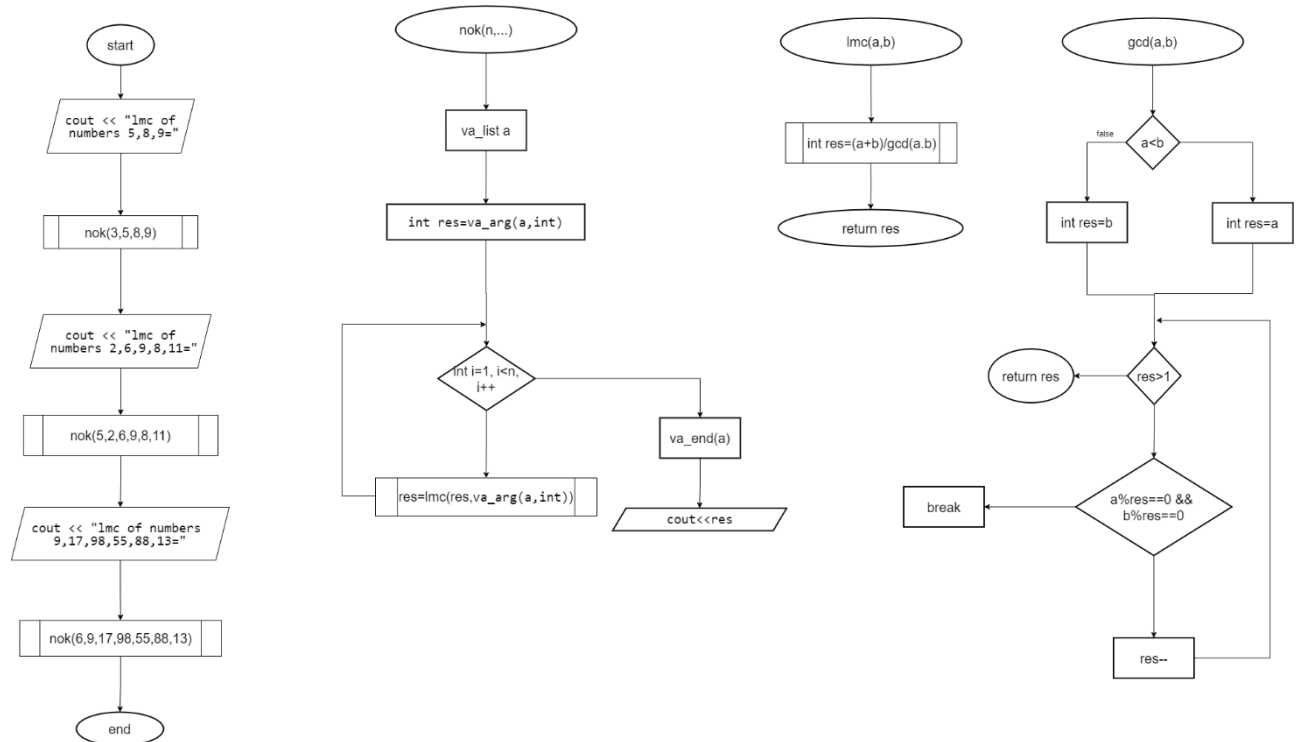 start
cout << "lmc of
numbers 5,8,9="
nok(3,5,8,9)
cout << "lmc of
numbers 2,6,9,8,11="
nok(5,2,6,9,8,11)
cout << "lmc of numbers
9,17,98,55,88,13="
nok(6,9,17,98,55,88,13)
end
nok(n,...)
va_list a
int res=va_arg(a,int)
int i=1, i<n,
i++
res=lmc(res,va_arg(a,int))
va_end(a)
cout<<res
lmc(a,b)
int res=(a+b)/gcd(a.b)
return res
gcd(a,b)
a<b
false
int res=b
int res=a
res>1
return res
a%res==0 &&
b%res==0
break
res--